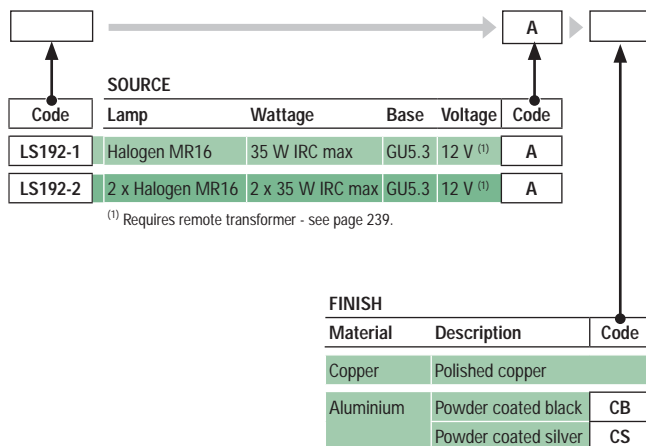 A
SOURCE
Code Lamp Wattage Base Voltage Code
LS192-1 Halogen MR16 35 W IRC max GU5.3 12 V (1) A
LS192-2 2 x Halogen MR16 2 x 35 W IRC max GU5.3 12 V (1) A
(1) Requires remote transformer - see page 239.
FINISH
Material Description Code
Copper Polished copper
Aluminium Powder coated black CB
Powder coated silver CS